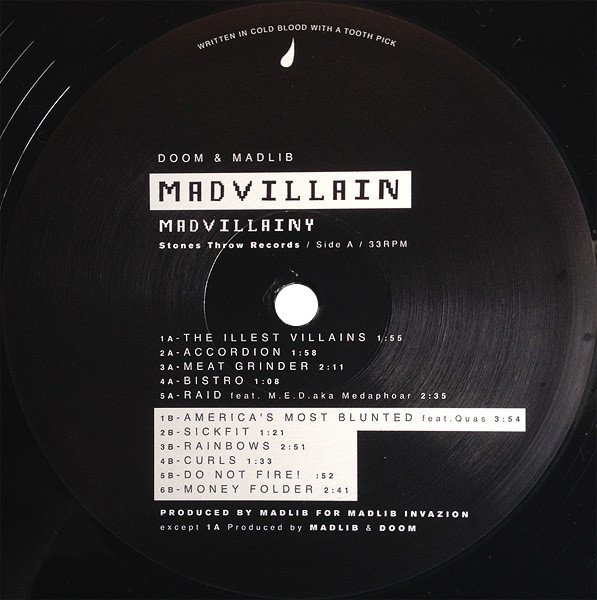 WRITTEN IN COLD BLOOD WITH A TOOTH PICK
DOOM & MADLIB
MADVILLAIN
MADVILLAINY
Stones Throw Records / Side A / 33RPM
1A-THE ILLEST VILLAINS 1:55
2A-ACCORDION 1:58
3A-MEAT GRINDER 2:11
4A-BISTRO 1:08
5A-RAID feat. M.E.D.aka Medaphoar 2:35
1B-AMERICA'S MOST BLUNTED feat.Quas 3:54
2B-SICKFIT 1:21
3B-RAINBOWS 2:51
4B-CURLS 1:33
5B-DO NOT FIRE! :52
6B-MONEY FOLDER 2:41
PRODUCED BY MADLIB FOR MADLIB INVAZION
except 1A Produced by MADLIB & DOOM